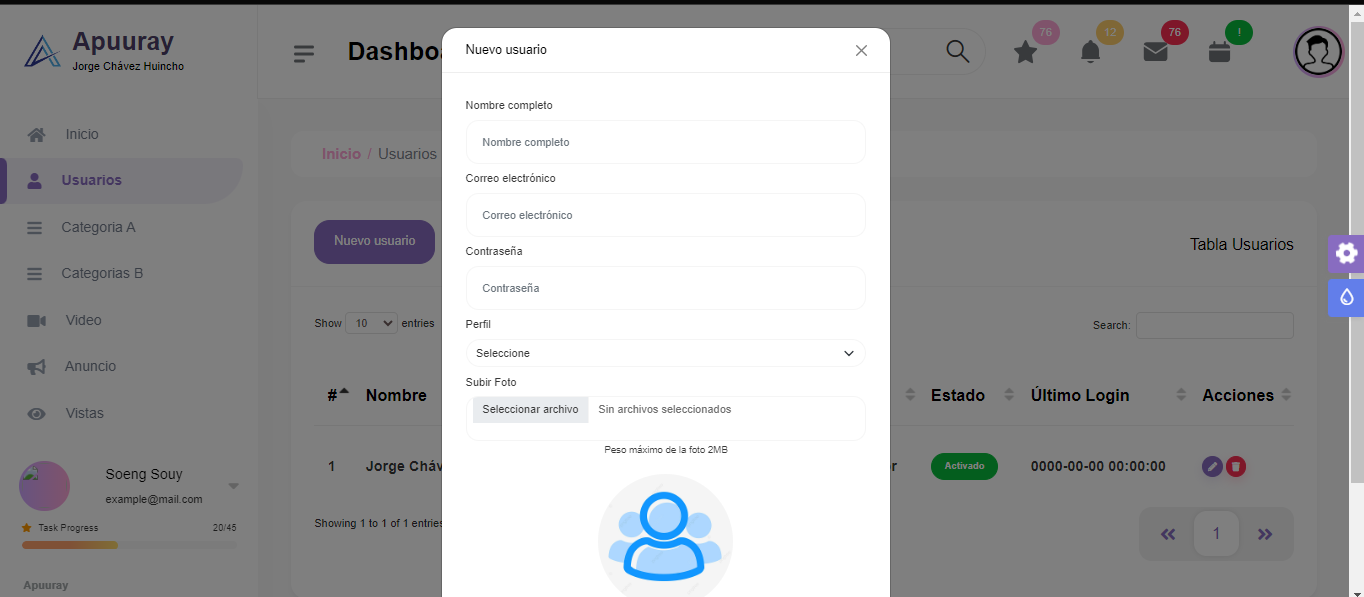 Apuuray
Jorge Chávez Huincho
Dashboa
76
12
76
!
Inicio
Usuarios
Categoria A
Categorias B
Video
Anuncio
Vistas
Soeng Souy
example@mail.com
Task Progress
20/45
Apuuray
Inicio / Usuarios
Nuevo usuario
Tabla Usuarios
Show 10 entries
Search:
# Nombre
Estado
Último Login
Acciones
1
Jorge Cháv
r
Activado
0000-00-00 00:00:00
Showing 1 to 1 of 1 entries
« 1 »
Nuevo usuario
Nombre completo
Nombre completo
Correo electrónico
Correo electrónico
Contraseña
Contraseña
Perfil
Seleccione
Subir Foto
Seleccionar archivo Sin archivos seleccionados
Peso máximo de la foto 2MB